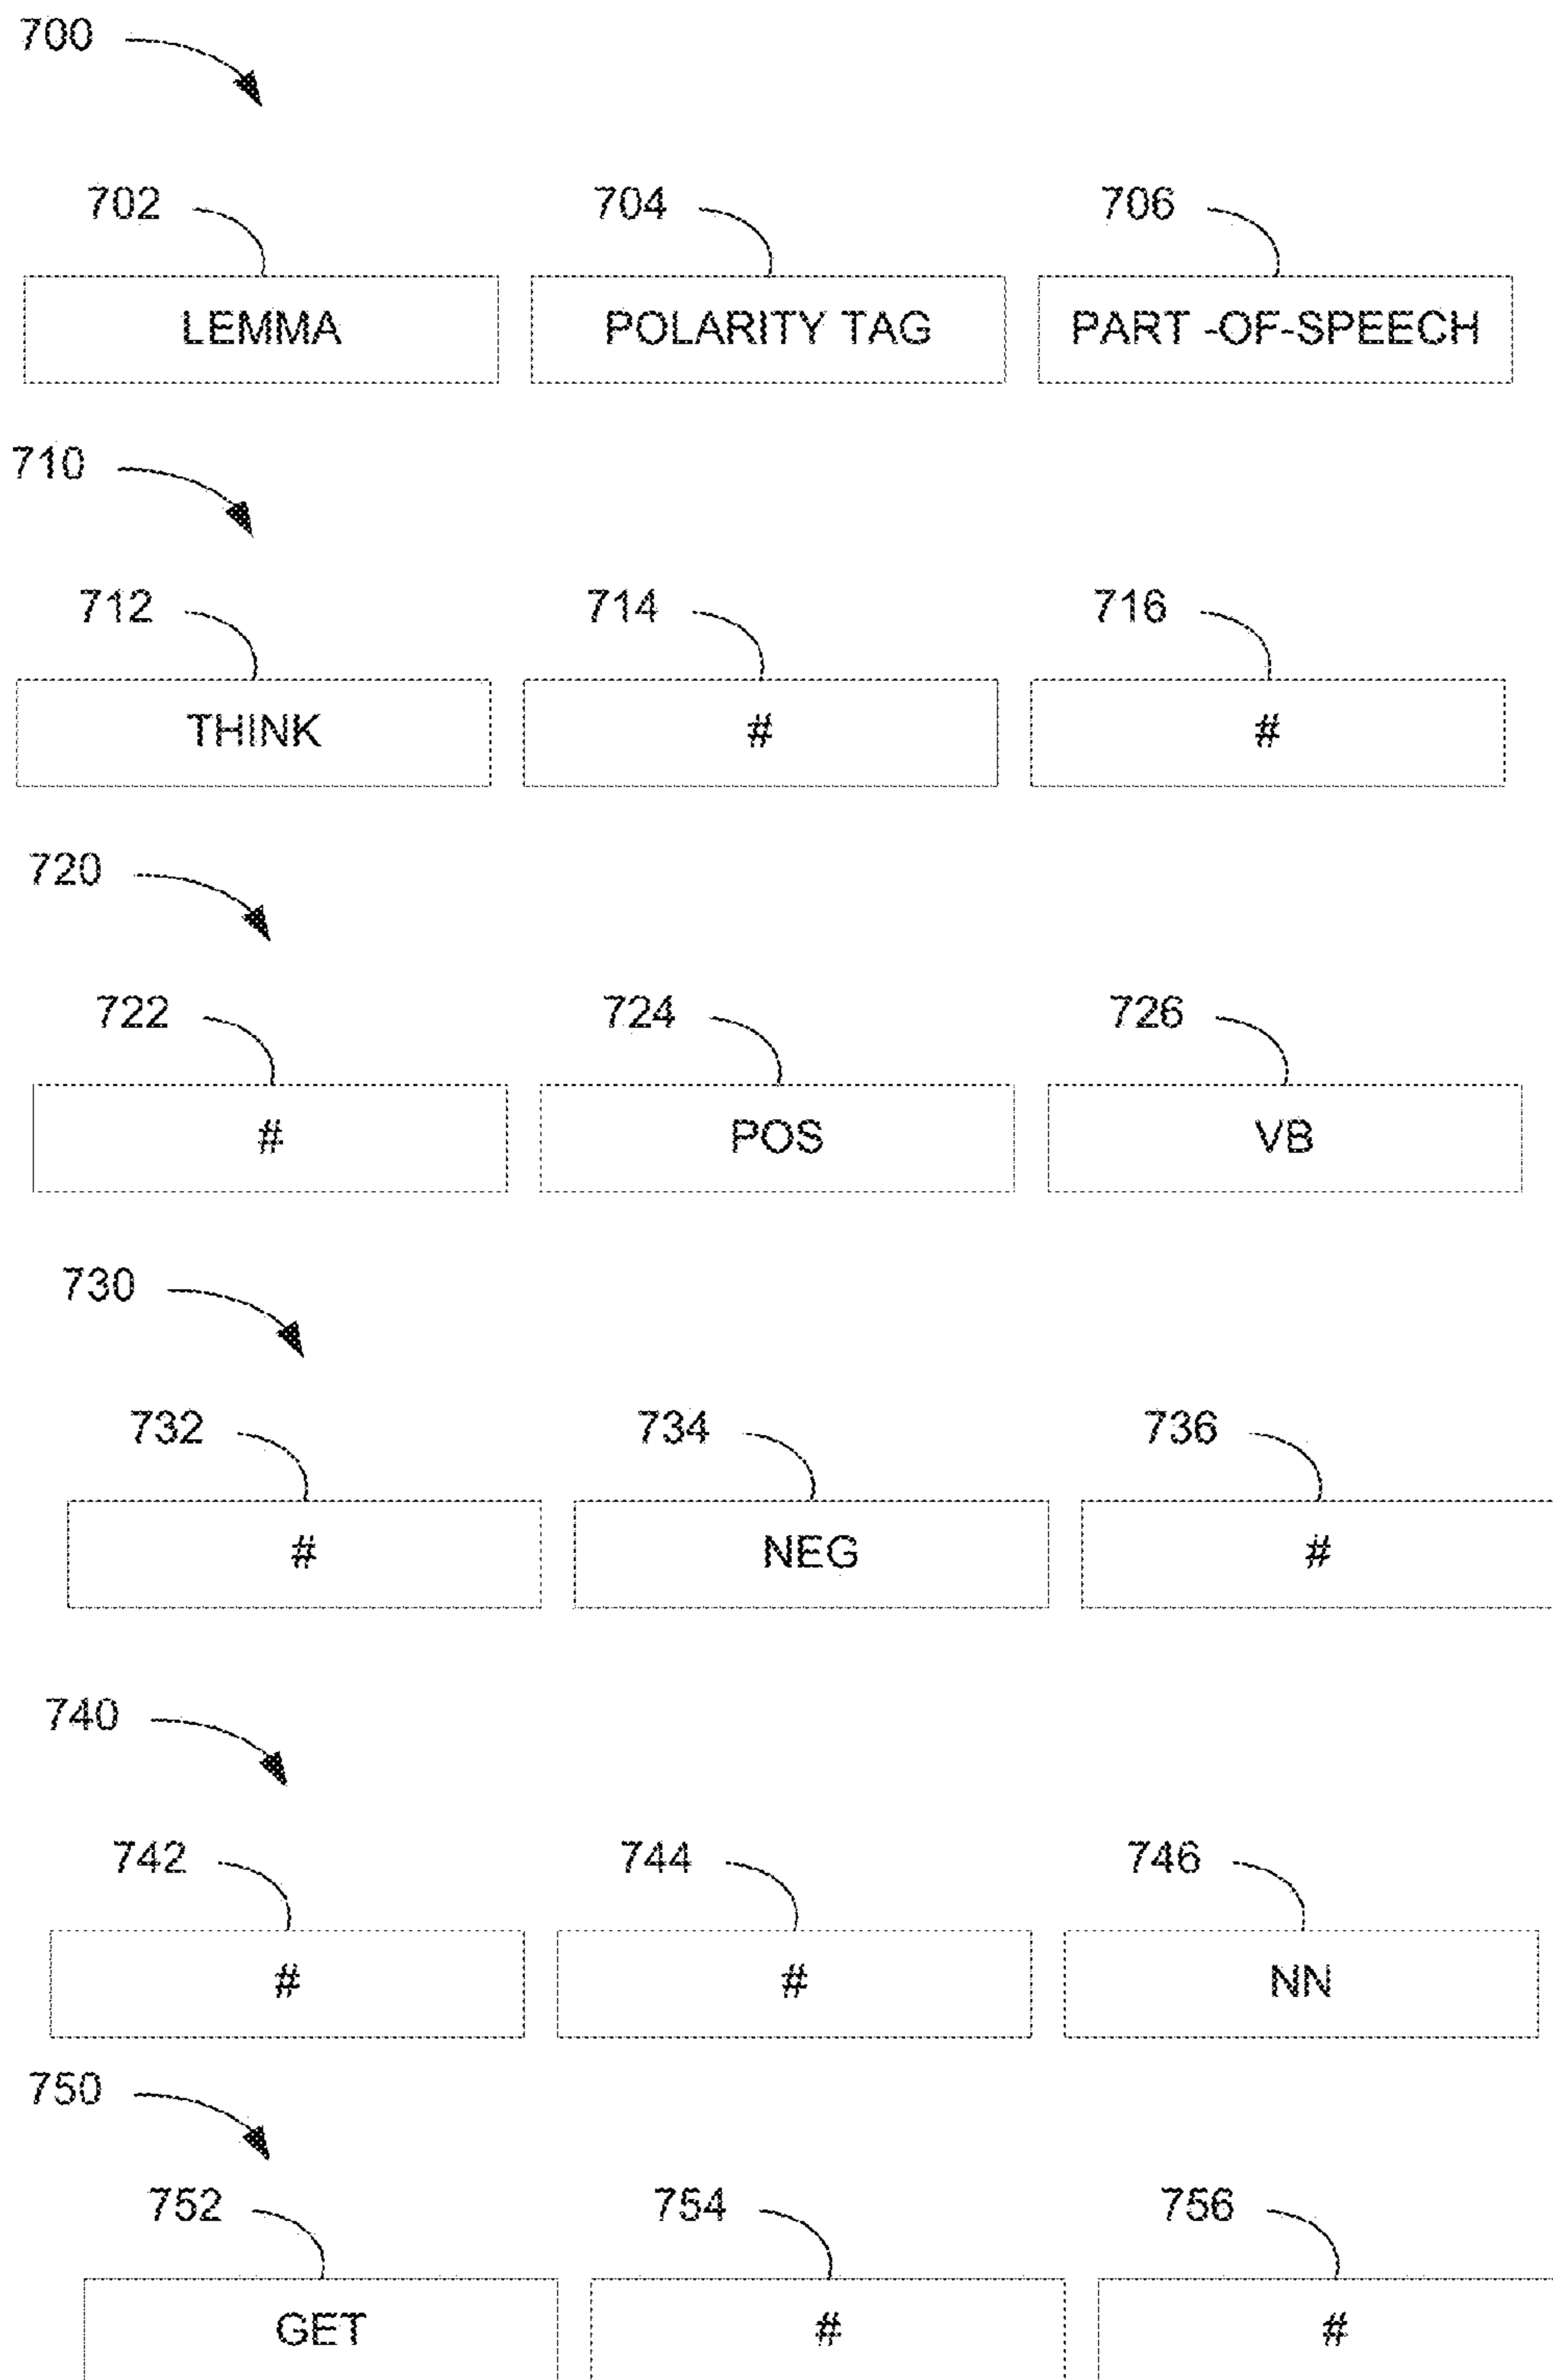 700
702 704 706
LEMMA POLARITY TAG PART -OF-SPEECH
710
712 714 716
THINK # #
720
722 724 726
# POS VB
730
732 734 736
# NEG #
740
742 744 746
# # NN
750
752 754 756
GET # #